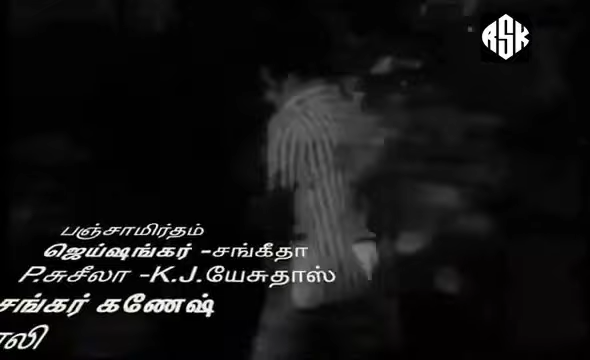 RSK
பஞ்சாமிர்தம்
ஜெய்ஷங்கர் -சங்கீதா
P.சுசீலா -K.J.யேசுதாஸ்
சங்கர் கணேஷ்